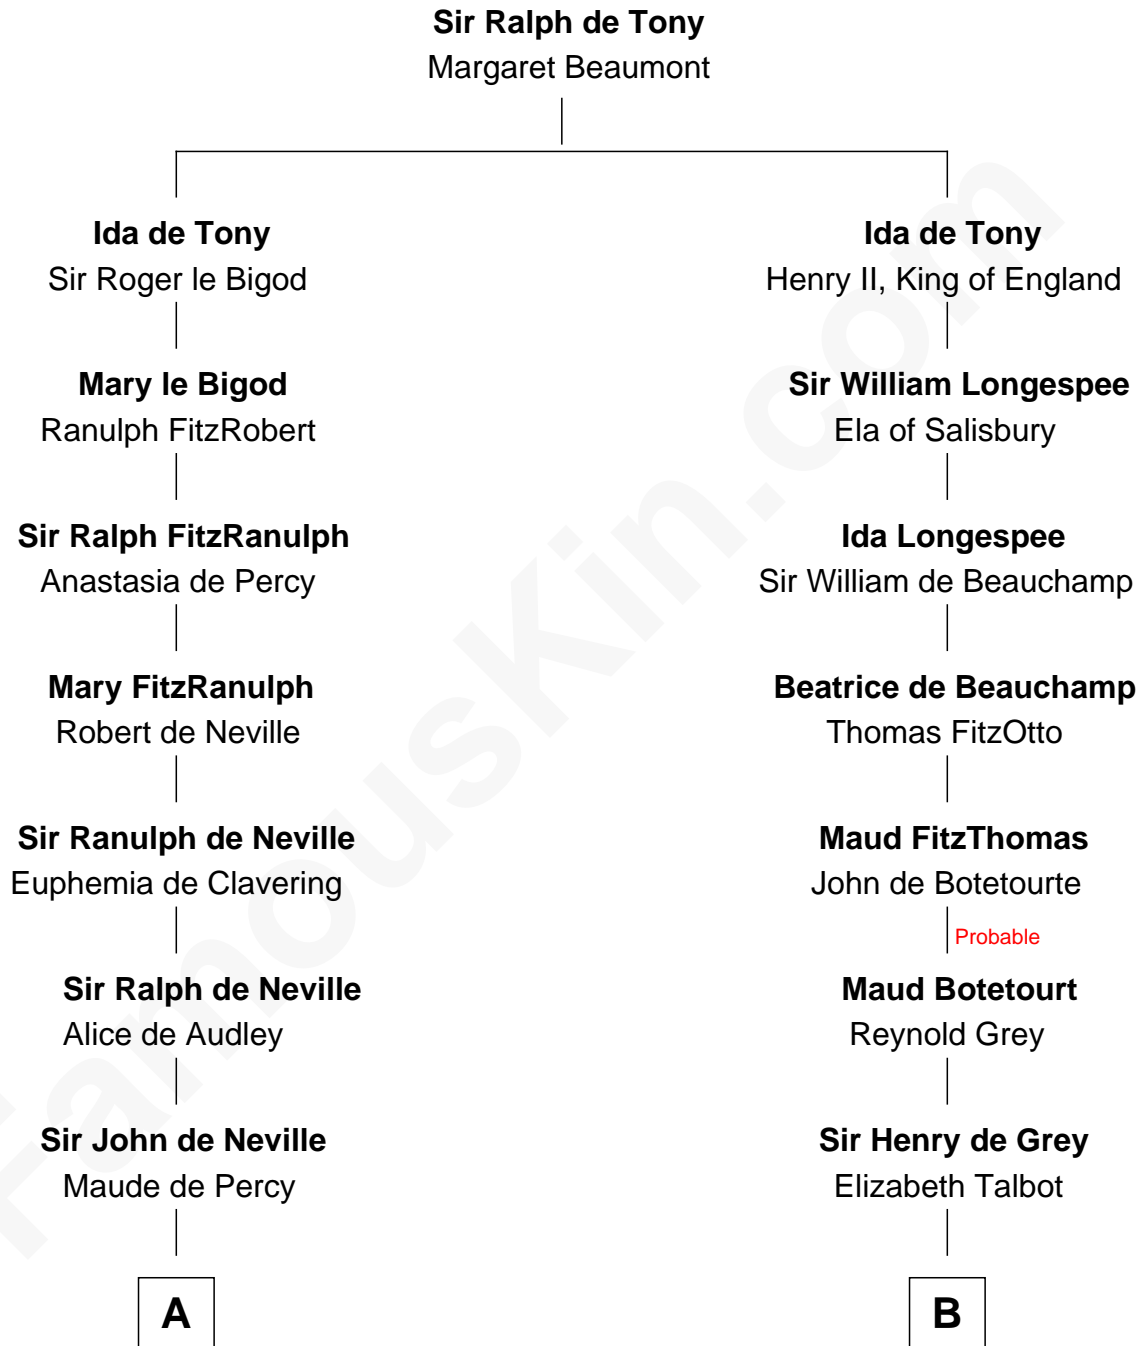 Sir Ralph de Tony
Margaret Beaumont
Ida de Tony
Sir Roger le Bigod
Ida de Tony
Henry II, King of England
Mary le Bigod
Ranulph FitzRobert
Sir William Longespee
Ela of Salisbury
Sir Ralph FitzRanulph
Anastasia de Percy
Ida Longespee
Sir William de Beauchamp
Mary FitzRanulph
Robert de Neville
Beatrice de Beauchamp
Thomas FitzOtto
Sir Ranulph de Neville
Euphemia de Clavering
Maud FitzThomas
John de Botetourte
Probable
Sir Ralph de Neville
Alice de Audley
Maud Botetourt
Reynold Grey
Sir John de Neville
Maude de Percy
Sir Henry de Grey
Elizabeth Talbot
A
B
FamousKin.com